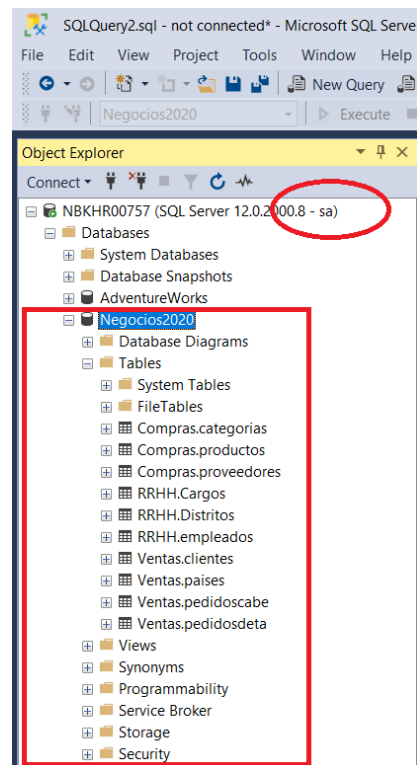 SQLQuery2.sql - not connected* - Microsoft SQL Serve
File Edit View Project Tools Window Help
New Query
Negocios2020 Execute
Object Explorer
Connect
NBKHR00757 (SQL Server 12.0.2000.8 - sa)
Databases
System Databases
Database Snapshots
AdventureWorks
Negocios2020
Database Diagrams
Tables
System Tables
FileTables
Compras.categorias
Compras.productos
Compras.proveedores
RRHH.Cargos
RRHH.Distritos
RRHH.empleados
Ventas.clientes
Ventas.paises
Ventas.pedidoscabe
Ventas.pedidosdeta
Views
Synonyms
Programmability
Service Broker
Storage
Security